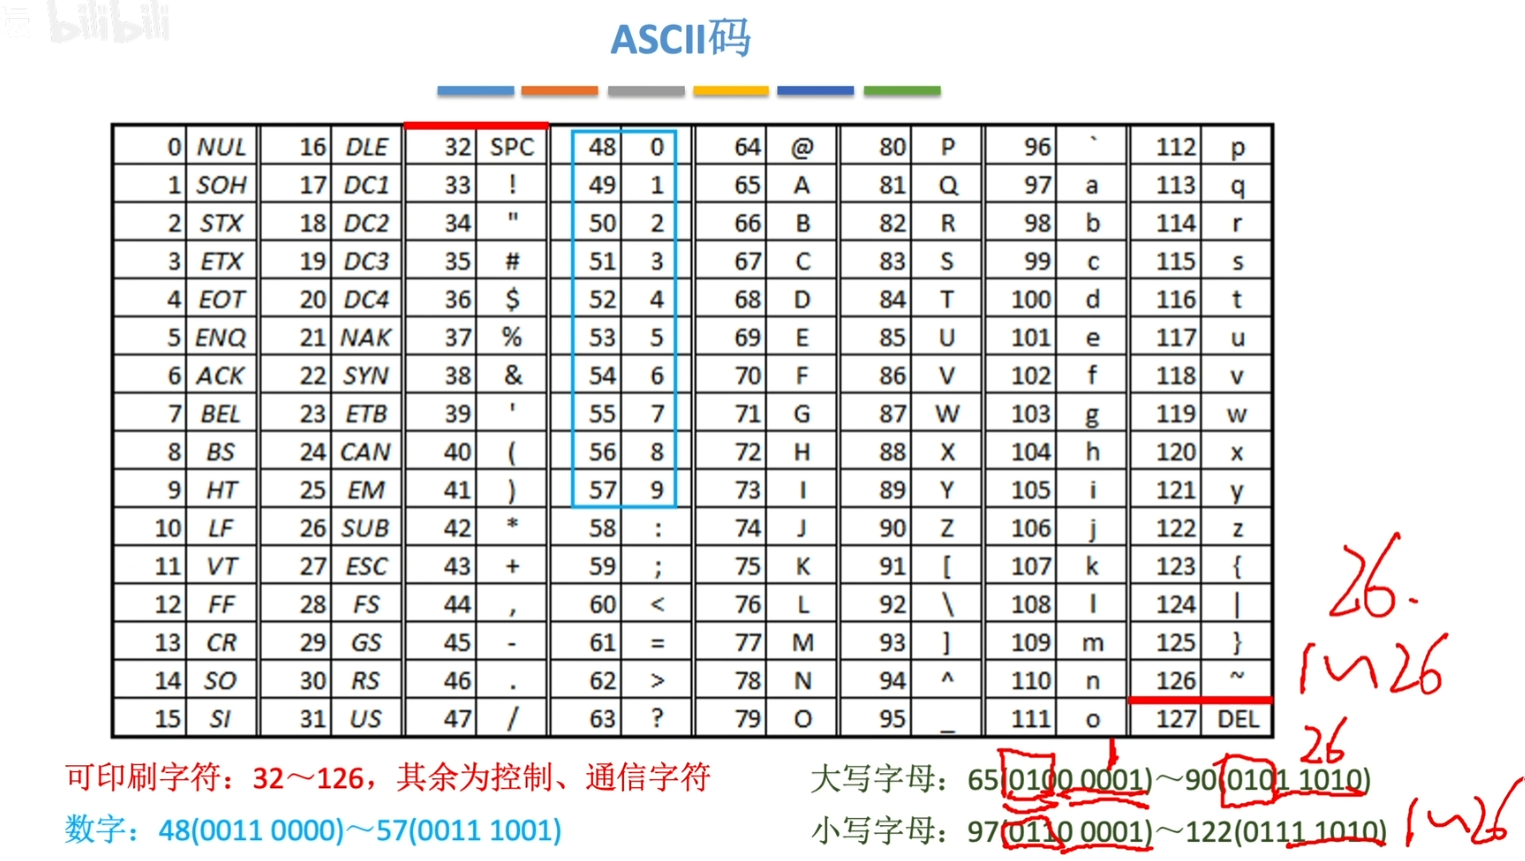 bilibili
ASCII码
0 NUL 16 DLE 32 SPC 48 0 64 @ 80 P 96 ` 112 p
1 SOH 17 DC1 33 ! 49 1 65 A 81 Q 97 a 113 q
2 STX 18 DC2 34 " 50 2 66 B 82 R 98 b 114 r
3 ETX 19 DC3 35 # 51 3 67 C 83 S 99 c 115 s
4 EOT 20 DC4 36 $ 52 4 68 D 84 T 100 d 116 t
5 ENQ 21 NAK 37 % 53 5 69 E 85 U 101 e 117 u
6 ACK 22 SYN 38 & 54 6 70 F 86 V 102 f 118 v
7 BEL 23 ETB 39 ' 55 7 71 G 87 W 103 g 119 w
8 BS 24 CAN 40 ( 56 8 72 H 88 X 104 h 120 x
9 HT 25 EM 41 ) 57 9 73 I 89 Y 105 i 121 y
10 LF 26 SUB 42 * 58 : 74 J 90 Z 106 j 122 z
11 VT 27 ESC 43 + 59 ; 75 K 91 [ 107 k 123 {
12 FF 28 FS 44 , 60 < 76 L 92 \ 108 l 124 |
13 CR 29 GS 45 - 61 = 77 M 93 ] 109 m 125 }
14 SO 30 RS 46 . 62 > 78 N 94 ^ 110 n 126 ~
15 SI 31 US 47 / 63 ? 79 O 95 _ 111 o 127 DEL
26.
1~26
1 26
可印刷字符：32～126，其余为控制、通信字符
大写字母：65(0100 0001)～90(0101 1010)
数字：48(0011 0000)～57(0011 1001)
小写字母：97(0110 0001)～122(0111 1010) 1~26